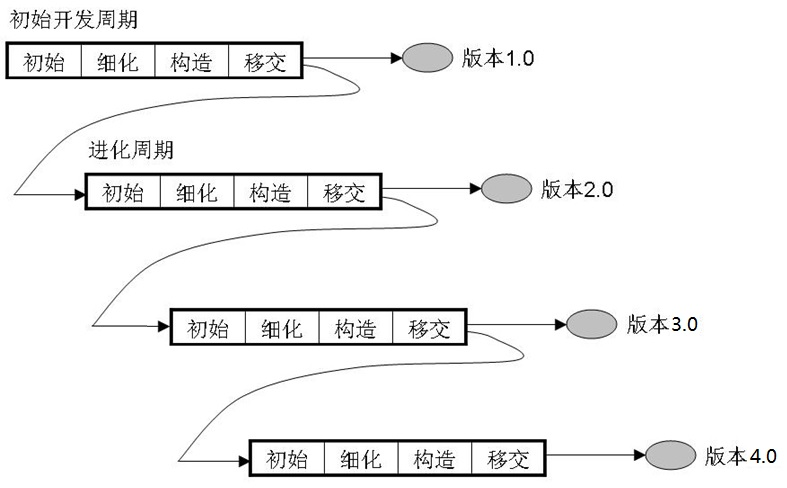 初始开发周期
初始 细化 构造 移交 版本1.0
进化周期
初始 细化 构造 移交 版本2.0
初始 细化 构造 移交 版本3.0
初始 细化 构造 移交 版本4.0